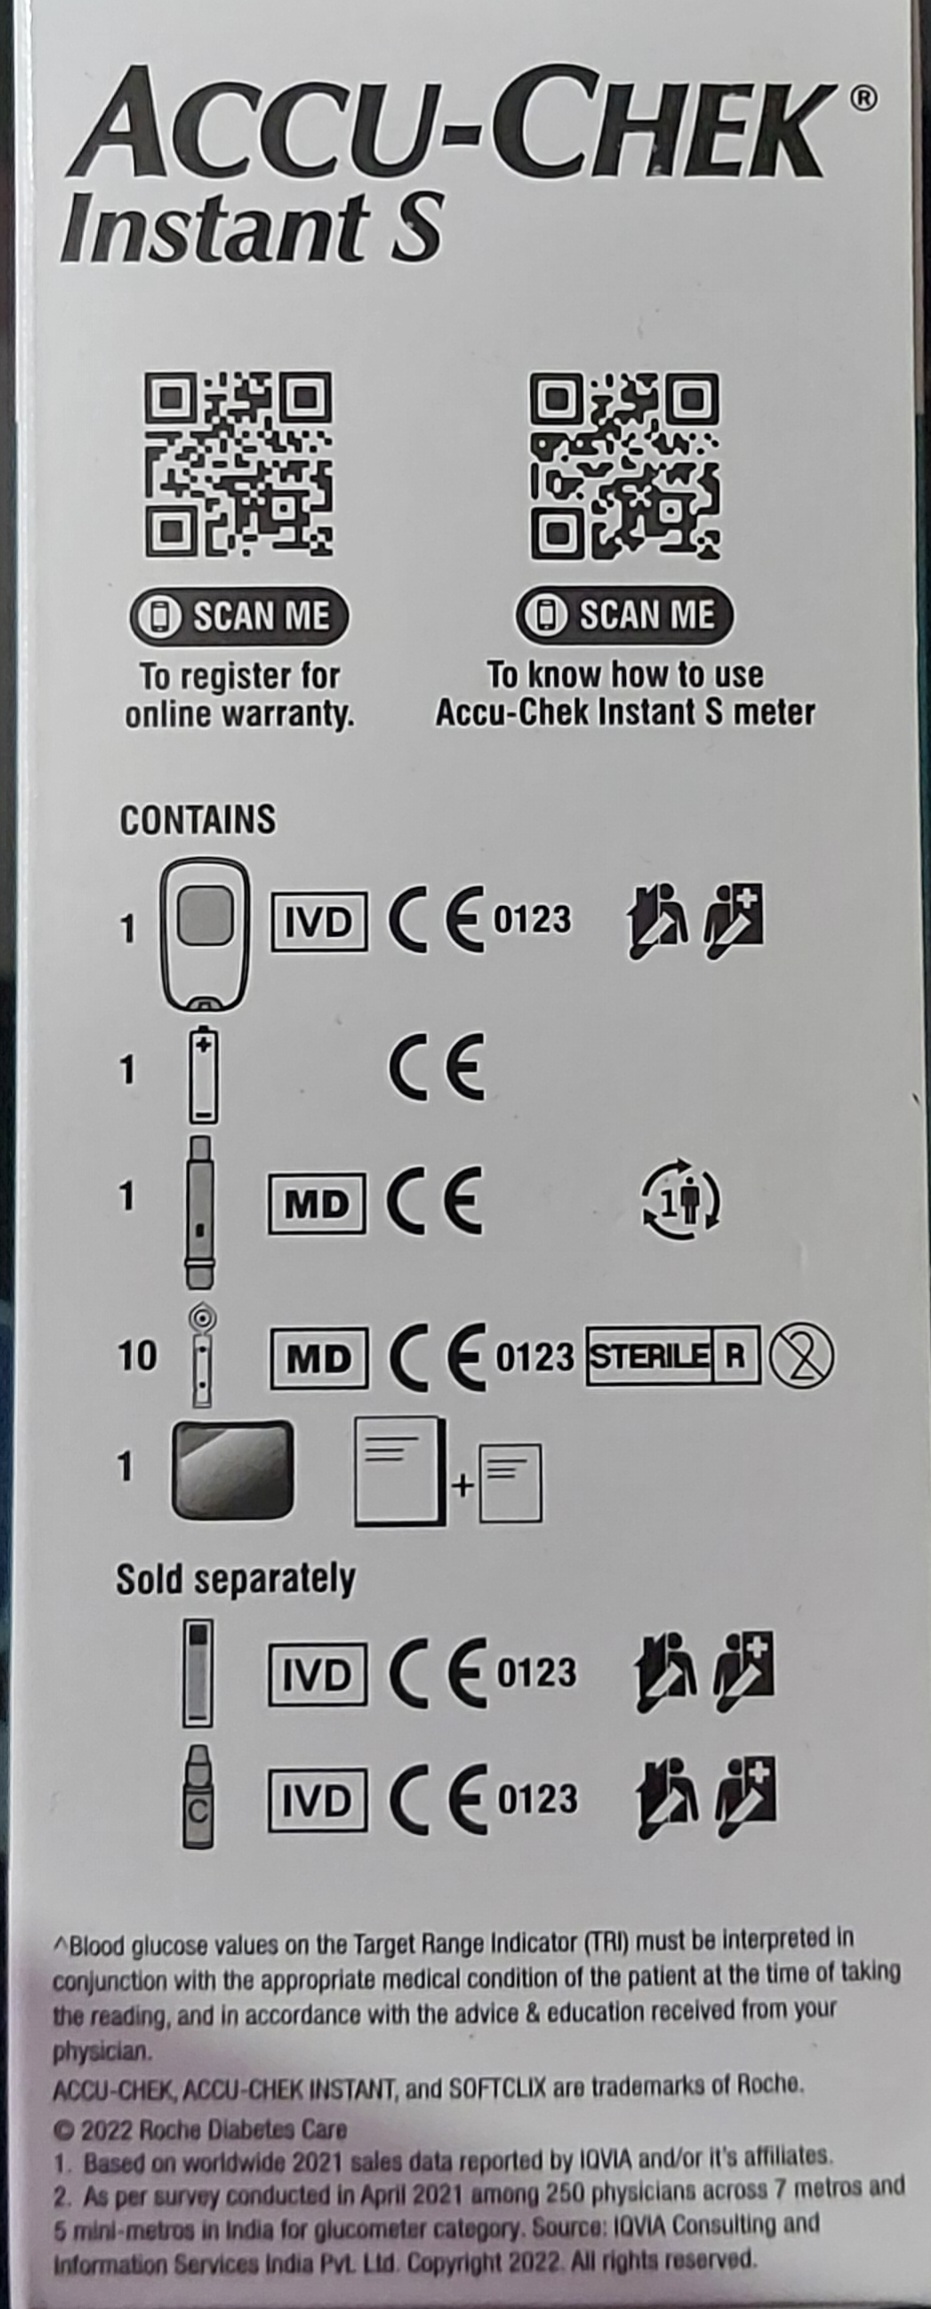 ACCU-CHEK®
Instant S
SCAN ME
To register for
online warranty.
SCAN ME
To know how to use
Accu-Chek Instant S meter
CONTAINS
1 IVD CE 0123
1 + CE
1 MD CE 1
10 MD CE 0123 STERILE R 2
1 +
Sold separately
IVD CE 0123
C IVD CE 0123
^Blood glucose values on the Target Range Indicator (TRI) must be interpreted in
conjunction with the appropriate medical condition of the patient at the time of taking
the reading, and in accordance with the advice & education received from your
physician.
ACCU-CHEK, ACCU-CHEK INSTANT, and SOFTCLIX are trademarks of Roche.
© 2022 Roche Diabetes Care
1. Based on worldwide 2021 sales data reported by IQVIA and/or it's affiliates.
2. As per survey conducted in April 2021 among 250 physicians across 7 metros and
5 mini-metros in India for glucometer category. Source: IQVIA Consulting and
Information Services India Pvt. Ltd. Copyright 2022. All rights reserved.